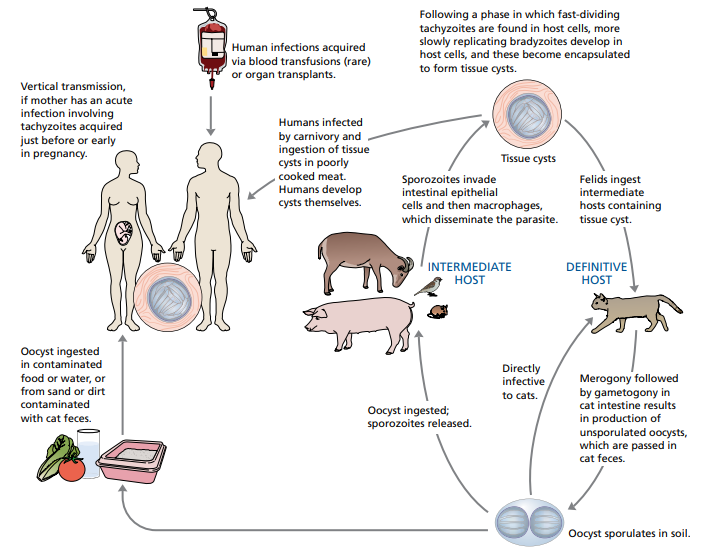 Following a phase in which fast-dividing
tachyzoites are found in host cells, more
slowly replicating bradyzoites develop in
host cells, and these become encapsulated
to form tissue cysts.
Human infections acquired
via blood transfusions (rare)
or organ transplants.
Vertical transmission,
if mother has an acute
infection involving
tachyzoites acquired
just before or early
in pregnancy.
Humans infected
by carnivory and
ingestion of tissue
cysts in poorly
cooked meat.
Humans develop
cysts themselves.
Tissue cysts
Sporozoites invade
intestinal epithelial
cells and then macrophages,
which disseminate the parasite.
Felids ingest
intermediate
hosts containing
tissue cyst.
INTERMEDIATE
HOST
DEFINITIVE
HOST
Oocyst ingested
in contaminated
food or water, or
from sand or dirt
contaminated
with cat feces.
Oocyst ingested;
sporozoites released.
Directly
infective
to cats.
Merogony followed
by gametogony in
cat intestine results
in production of
unsporulated oocysts,
which are passed in
cat feces.
Oocyst sporulates in soil.